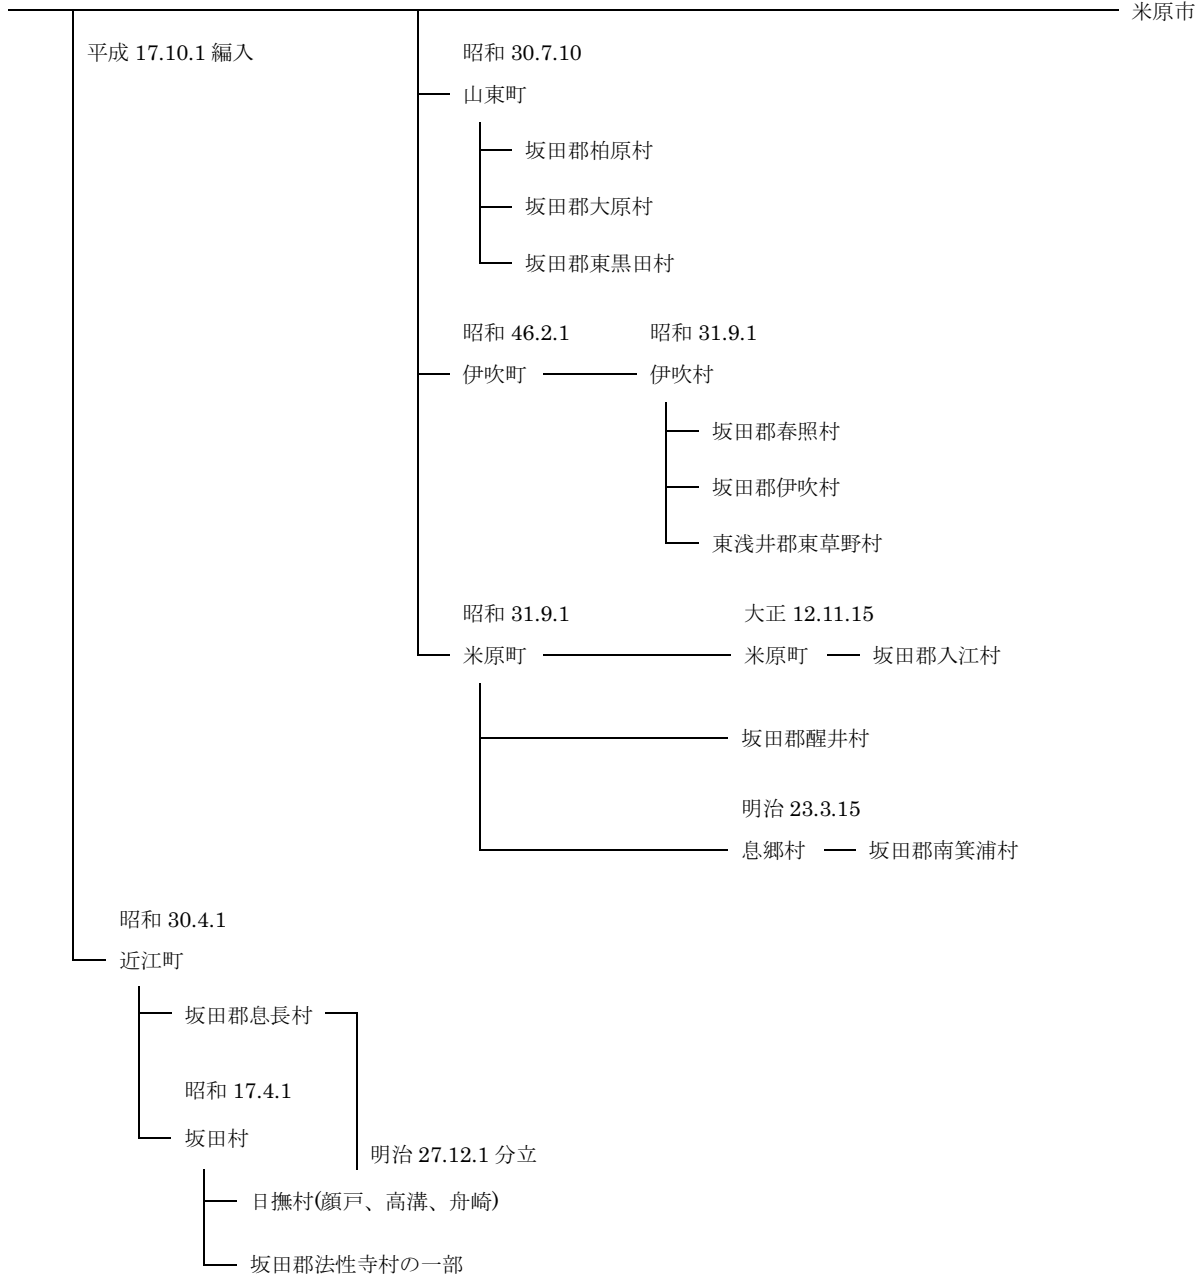 米原市
平成 17.10.1 編入
昭和 30.7.10
山東町
坂田郡柏原村
坂田郡大原村
坂田郡東黒田村
昭和 46.2.1 昭和 31.9.1
伊吹町 伊吹村
坂田郡春照村
坂田郡伊吹村
東浅井郡東草野村
昭和 31.9.1 大正 12.11.15
米原町 米原町 坂田郡入江村
坂田郡醒井村
明治 23.3.15
息郷村 坂田郡南箕浦村
昭和 30.4.1
近江町
坂田郡息長村
昭和 17.4.1
坂田村
明治 27.12.1 分立
日撫村(顔戸、高溝、舟崎)
坂田郡法性寺村の一部